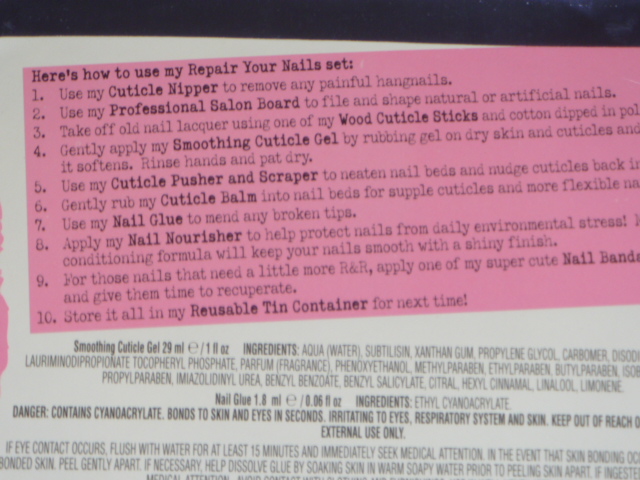 Here's how to use my Repair Your Nails set:
1. Use my Cuticle Nipper to remove any painful hangnails.
2. Use my Professional Salon Board to file and shape natural or artificial nails.
3. Take off old nail lacquer using one of my Wood Cuticle Sticks and cotton dipped in pol
4. Gently apply my Smoothing Cuticle Gel by rubbing gel on dry skin and cuticles and
it softens. Rinse hands and pat dry.
5. Use my Cuticle Pusher and Scraper to neaten nail beds and nudge cuticles back in
6. Gently rub my Cuticle Balm into nail beds for supple cuticles and more flexible na
7. Use my Nail Glue to mend any broken tips.
8. Apply my Nail Nourisher to help protect nails from daily environmental stress!
conditioning formula will keep your nails smooth with a shiny finish.
9. For those nails that need a little more R&R, apply one of my super cute Nail Banda
and give them time to recuperate.
10. Store it all in my Reusable Tin Container for next time!
Smoothing Cuticle Gel 29 ml ℮/1 fl oz INGREDIENTS: AQUA (WATER), SUBTILISIN, XANTHAN GUM, PROPYLENE GLYCOL, CARBOMER, DISOD
LAURIMINODIPROPIONATE TOCOPHERYL PHOSPHATE, PARFUM (FRAGRANCE), PHENOXYETHANOL, METHYLPARABEN, ETHYLPARABEN, BUTYLPARABEN, ISOB
PROPYLPARABEN, IMIAZOLIDINYL UREA, BENZYL BENZOATE, BENZYL SALICYLATE, CITRAL, HEXYL CINNAMAL, LINALOOL, LIMONENE.
Nail Glue 1.8 ml ℮/0.06 fl oz INGREDIENTS: ETHYL CYANOACRYLATE.
DANGER: CONTAINS CYANOACRYLATE. BONDS TO SKIN AND EYES IN SECONDS. IRRITATING TO EYES, RESPIRATORY SYSTEM AND SKIN. KEEP OUT OF REACH O
EXTERNAL USE ONLY.
IF EYE CONTACT OCCURS, FLUSH WITH WATER FOR AT LEAST 15 MINUTES AND IMMEDIATELY SEEK MEDICAL ATTENTION. IN THE EVENT THAT SKIN BONDING OC
BONDED SKIN. PEEL GENTLY APART. IF NECESSARY, HELP DISSOLVE GLUE BY SOAKING SKIN IN WARM SOAPY WATER PRIOR TO PEELING SKIN APART. IF INGESTE
MEDICAL ATTENTION. AVOID CONTACT WITH CLOTHING